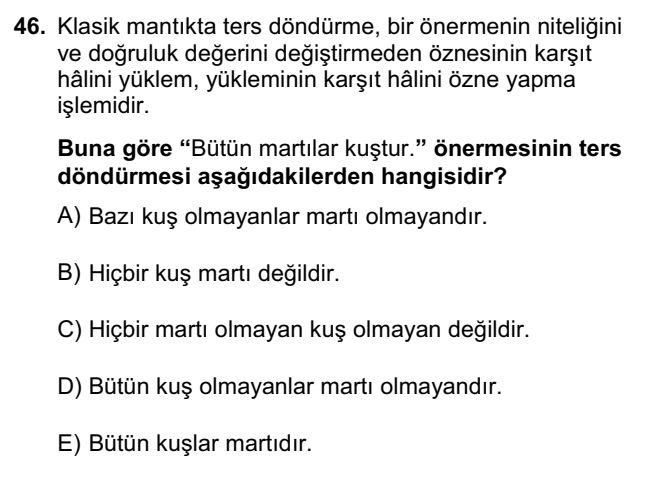 46. Klasik mantıkta ters döndürme, bir önermenin niteliğini
ve doğruluk değerini değiştirmeden öznesinin karşıt
hâlini yüklem, yükleminin karşıt hâlini özne yapma
işlemidir.
Buna göre “Bütün martılar kuştur.” önermesinin ters
döndürmesi aşağıdakilerden hangisidir?
A) Bazı kuş olmayanlar martı olmayandır.
B) Hiçbir kuş martı değildir.
C) Hiçbir martı olmayan kuş olmayan değildir.
D) Bütün kuş olmayanlar martı olmayandır.
E) Bütün kuşlar martıdır.